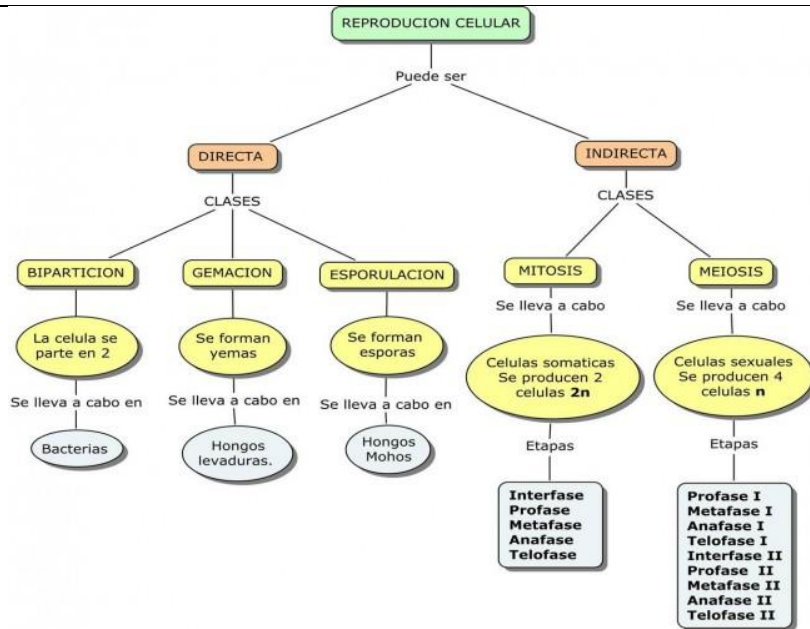 REPRODUCION CELULAR
Puede ser
DIRECTA
INDIRECTA
CLASES
CLASES
BIPARTICION
GEMACION
ESPORULACION
MITOSIS
MEIOSIS
Se lleva a cabo
Se lleva a cabo
La celula se
parte en 2
Se forman
yemas
Se forman
esporas
Celulas somaticas
Se producen 2
celulas 2n
Celulas sexuales
Se producen 4
celulas n
Se lleva a cabo en
Se lleva a cabo en
Se lleva a cabo en
Bacterias
Hongos
levaduras.
Hongos
Mohos
Etapas
Etapas
Interfase
Profase
Metafase
Anafase
Telofase
Profase I
Metafase I
Anafase I
Telofase I
Interfase II
Profase II
Metafase II
Anafase II
Telofase II